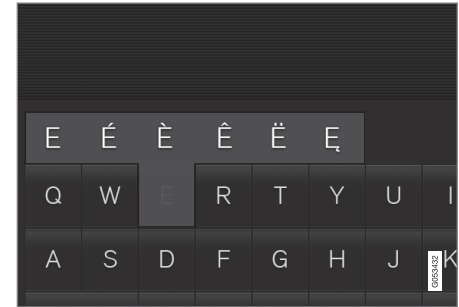 E É È Ê Ë Ę
Q W E R T Y U I
A S D F G H J K
G053432